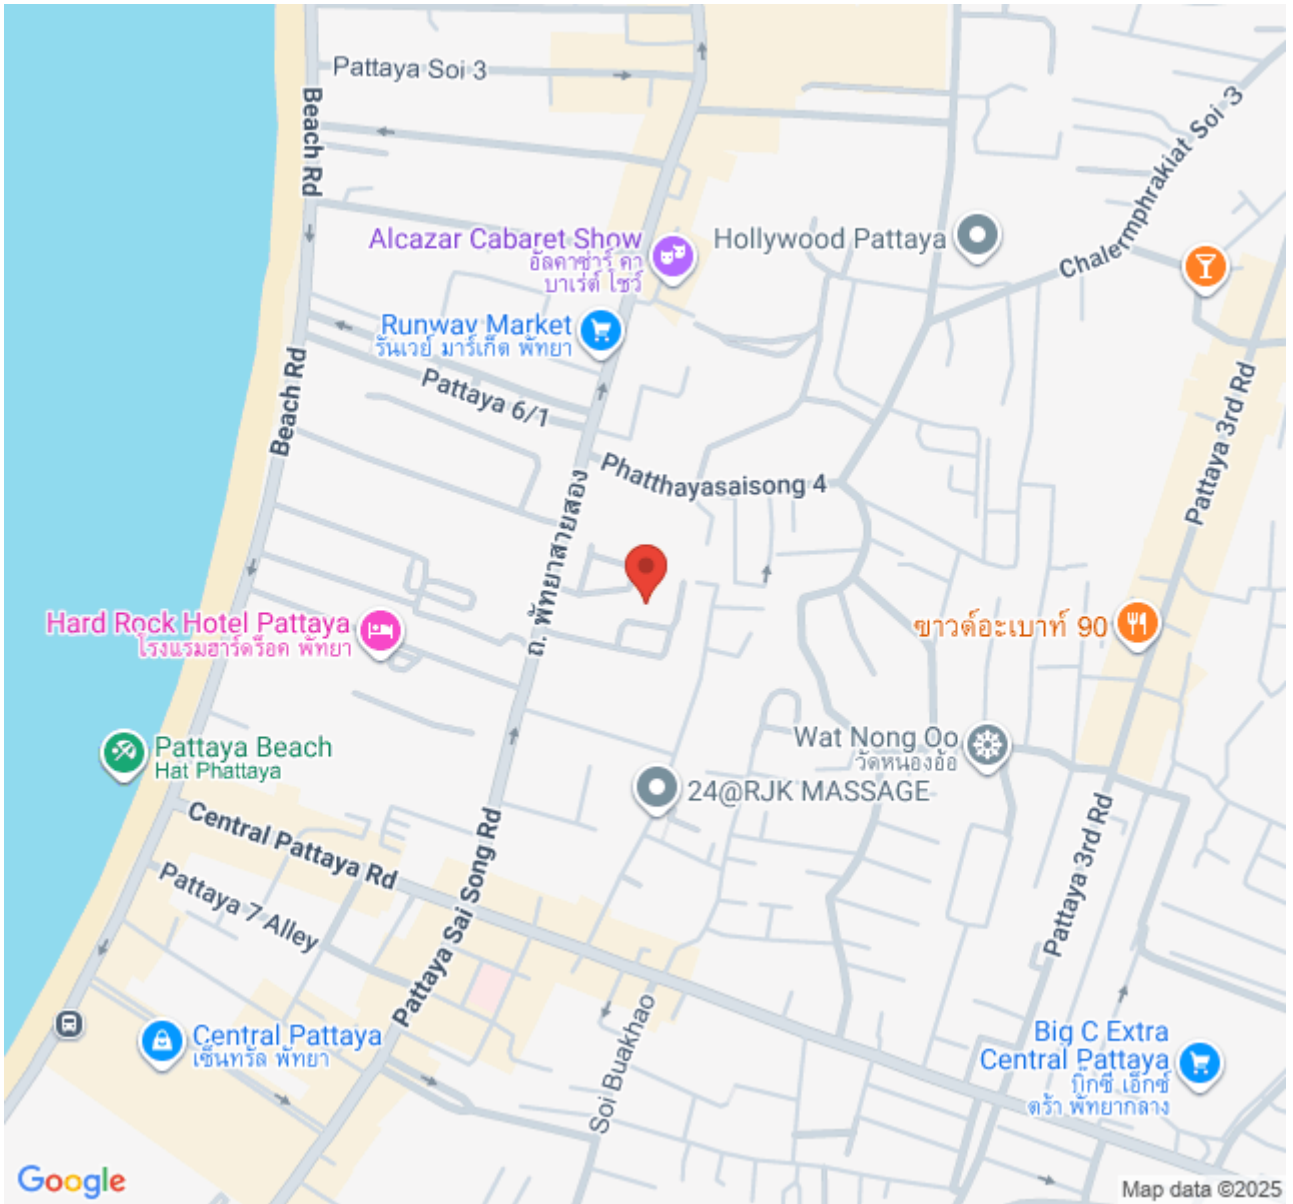 Pattaya Soi 3
Beach Rd
Chalermphrakiat Soi 3
Alcazar Cabaret Show
อัลคาซ่าร์ คา
บาเร่ต์ โชว์
Hollywood Pattaya
Runway Market
รันเวย์ มาร์เก็ต พัทยา
Beach Rd
Pattaya 6/1
Pattaya 3rd Rd
Phatthayasaisong 4
ถ. พัทยาสายสอง
Hard Rock Hotel Pattaya
โรงแรมฮาร์ดร็อค พัทยา
ซาวด์อะเบาท์ 90
Pattaya Beach
Hat Phattaya
Wat Nong Oo
วัดหนองอ้อ
24@RJK MASSAGE
Central Pattaya Rd
Pattaya Sai Song Rd
Pattaya 3rd Rd
Pattaya 7 Alley
Central Pattaya
เซ็นทรัล พัทยา
Soi Buakhao
Big C Extra
Central Pattaya
บิ๊กซี เอ็กซ์
ตร้า พัทยากลาง
Google
Map data ©2025